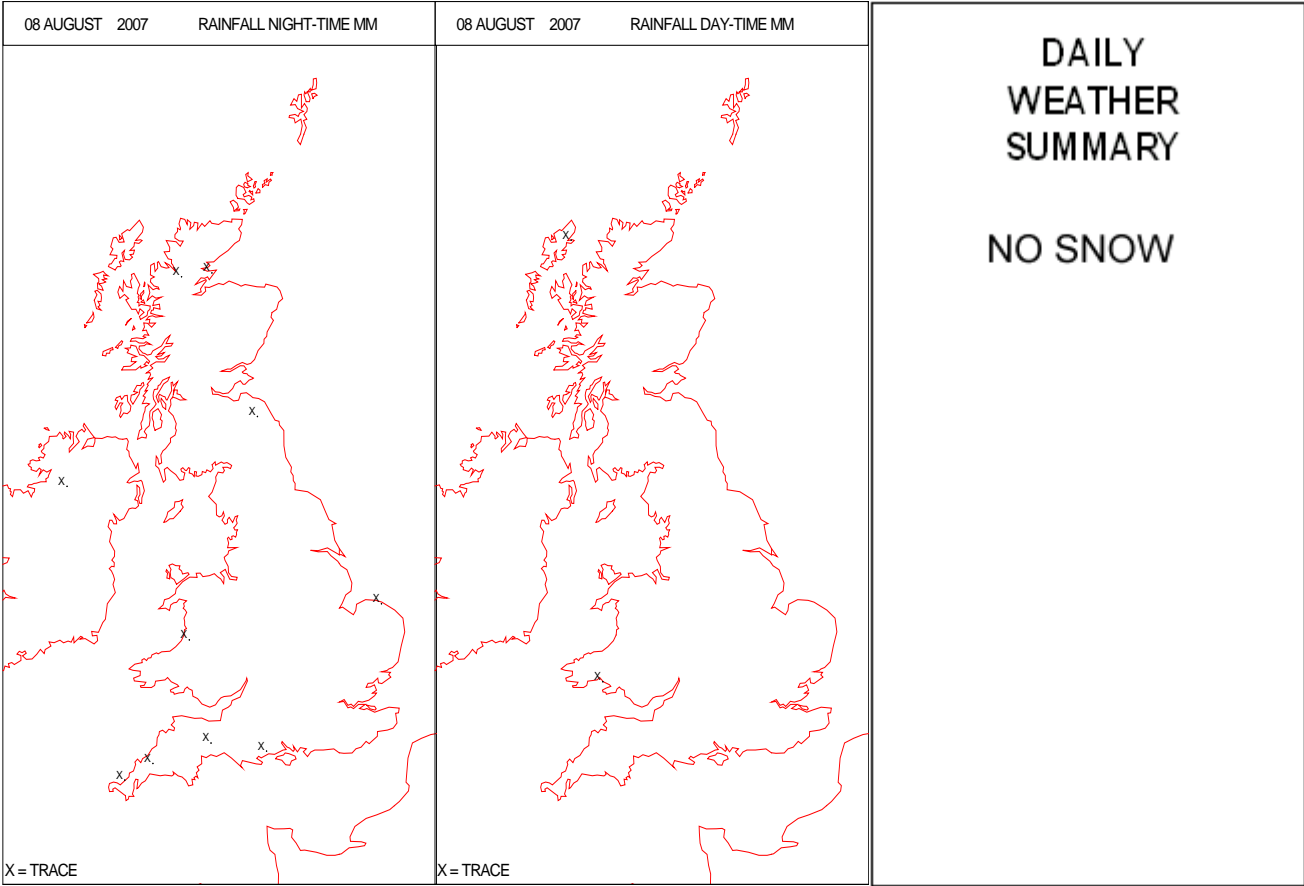 08 AUGUST 2007 RAINFALL NIGHT-TIME MM
X.
X.
X.
X.
X.
X.
X.
X.
X.
X.
X = TRACE
08 AUGUST 2007 RAINFALL DAY-TIME MM
X.
X.
X = TRACE
DAILY
WEATHER
SUMMARY
NO SNOW